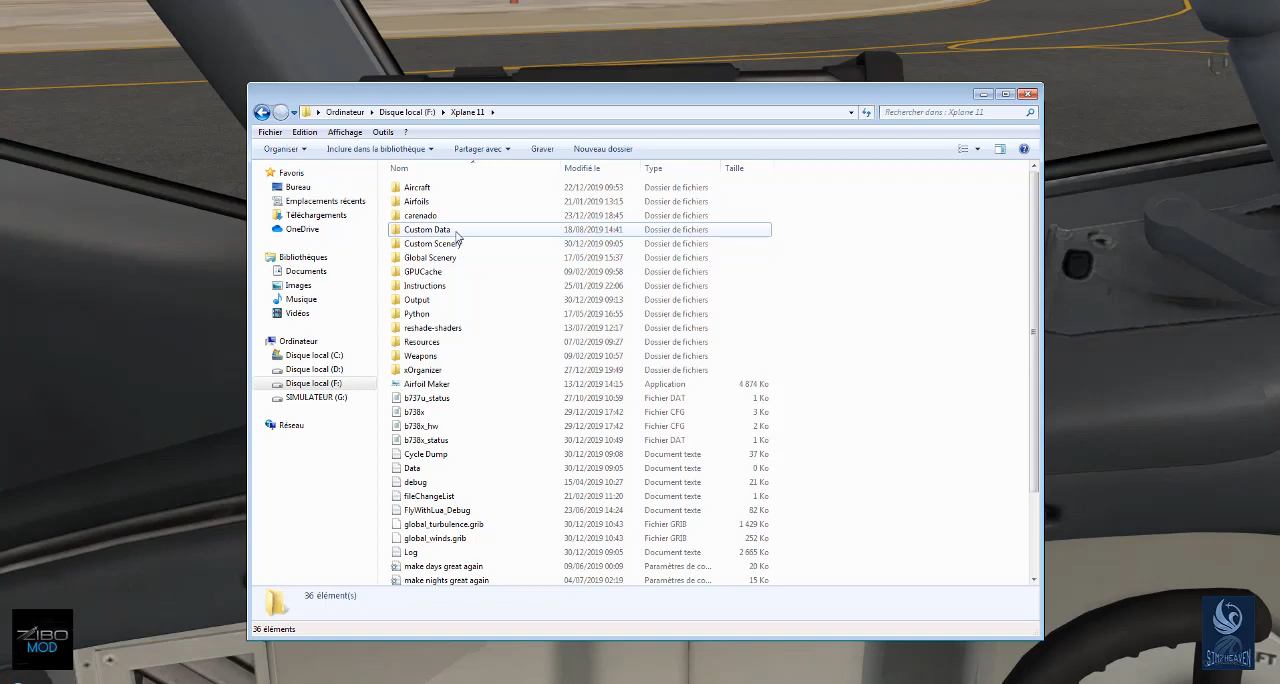 Ordinateur ▸ Disque local (F:) ▸ Xplane 11 ▸
Rechercher dans : Xplane 11
Fichier Edition Affichage Outils ?
Organiser Inclure dans la bibliothèque Partager avec Graver Nouveau dossier
Nom Modifié le Type Taille
Favoris
Bureau
Emplacements récents
Téléchargements
OneDrive
Bibliothèques
Documents
Images
Musique
Vidéos
Ordinateur
Disque local (C:)
Disque local (D:)
Disque local (F:)
SIMULATEUR (G:)
Réseau
Aircraft 22/12/2019 09:53 Dossier de fichiers
Airfoils 21/01/2019 13:15 Dossier de fichiers
carenado 23/12/2019 18:45 Dossier de fichiers
Custom Data 18/08/2019 14:41 Dossier de fichiers
Custom Scenery 30/12/2019 09:05 Dossier de fichiers
Global Scenery 17/05/2019 15:37 Dossier de fichiers
GPUCache 09/02/2019 09:58 Dossier de fichiers
Instructions 25/01/2019 22:06 Dossier de fichiers
Output 30/12/2019 09:13 Dossier de fichiers
Python 17/05/2019 16:55 Dossier de fichiers
reshade-shaders 13/07/2019 12:17 Dossier de fichiers
Resources 07/02/2019 09:27 Dossier de fichiers
Weapons 09/02/2019 10:57 Dossier de fichiers
xOrganizer 27/12/2019 19:49 Dossier de fichiers
Airfoil Maker 13/12/2019 14:15 Application 4 874 Ko
b737u_status 27/10/2019 10:59 Fichier DAT 1 Ko
b738x 29/12/2019 17:42 Fichier CFG 3 Ko
b738x_hw 29/12/2019 17:42 Fichier CFG 2 Ko
b738x_status 30/12/2019 10:49 Fichier DAT 1 Ko
Cycle Dump 30/12/2019 09:08 Document texte 37 Ko
Data 30/12/2019 09:05 Document texte 0 Ko
debug 15/04/2019 10:27 Document texte 21 Ko
fileChangeList 21/02/2019 11:20 Document texte 1 Ko
FlyWithLua_Debug 23/06/2019 14:24 Document texte 82 Ko
global_turbulence.grib 30/12/2019 10:43 Fichier GRIB 1 429 Ko
global_winds.grib 30/12/2019 10:43 Fichier GRIB 252 Ko
Log 30/12/2019 09:05 Document texte 2 665 Ko
make days great again 09/06/2019 00:09 Paramètres de co... 20 Ko
make nights great again 04/07/2019 02:19 Paramètres de co... 15 Ko
36 élément(s)
36 éléments
ZIBO
MOD
SIMHEAVEN
FT